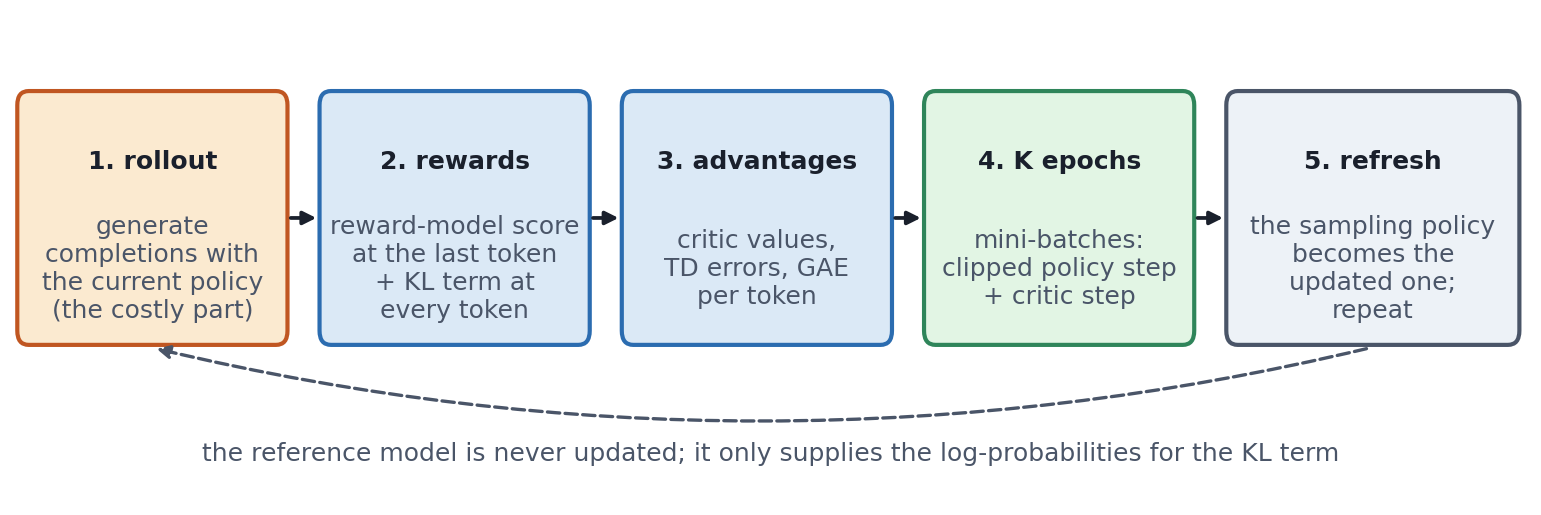 1. rollout
generate
completions with
the current policy
(the costly part)
2. rewards
reward-model score
at the last token
+ KL term at
every token
3. advantages
critic values,
TD errors, GAE
per token
4. K epochs
mini-batches:
clipped policy step
+ critic step
5. refresh
the sampling policy
becomes the
updated one;
repeat
the reference model is never updated; it only supplies the log-probabilities for the KL term